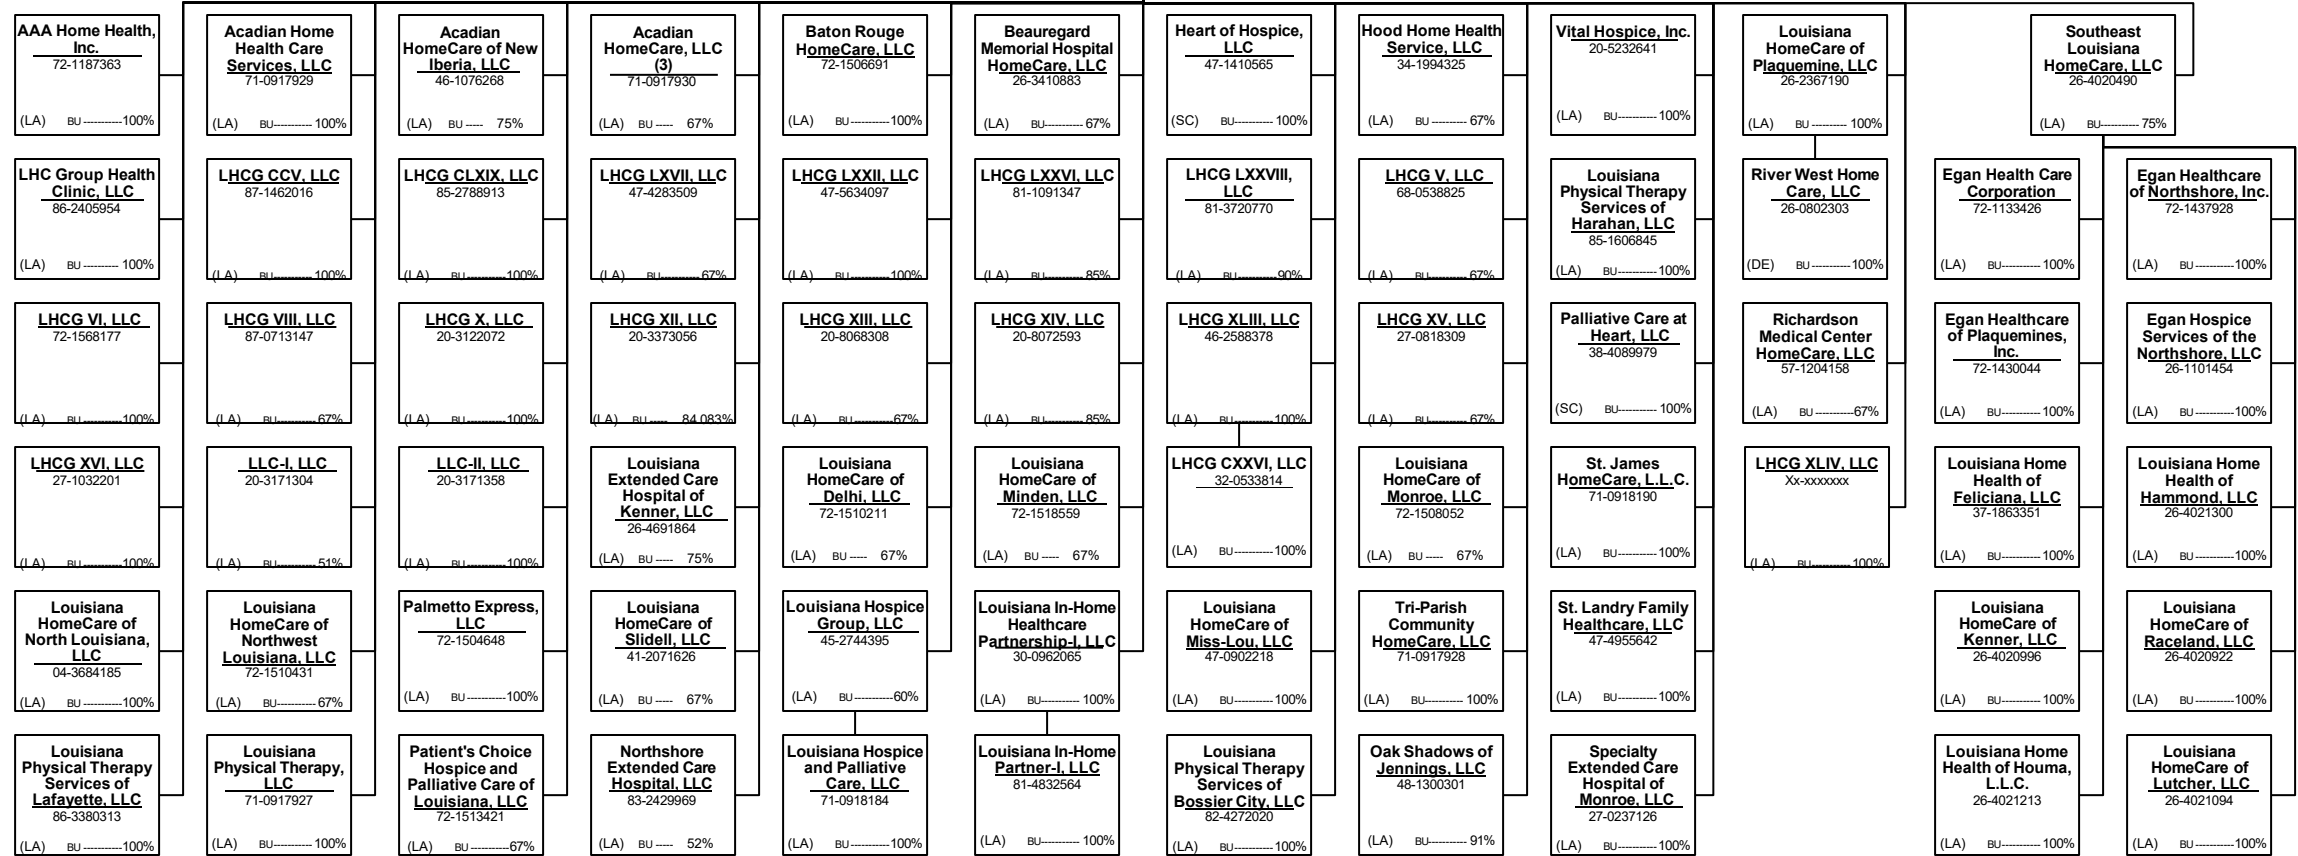 AAA Home Health,
Inc.
72-1187363
(LA) BU-----------100%
Acadian Home
Health Care
Services, LLC
71-0917929
(LA) BU----------- 100%
Acadian
HomeCare of New
Iberia, LLC
46-1076268
(LA) BU ----- 75%
Acadian
HomeCare, LLC
(3)
71-0917930
(LA) BU ----- 67%
Baton Rouge
HomeCare, LLC
72-1506691
(LA) BU-----------100%
Beauregard
Memorial Hospital
HomeCare, LLC
26-3410883
(LA) BU----------- 67%
Heart of Hospice,
LLC
47-1410565
(SC) BU----------- 100%
Hood Home Health
Service, LLC
34-1994325
(LA) BU----------- 67%
Vital Hospice, Inc.
20-5232641
(LA) BU----------- 100%
Louisiana
HomeCare of
Plaquemine, LLC
26-2367190
(LA) BU ---------- 100%
Southeast
Louisiana
HomeCare, LLC
26-4020490
(LA) BU----------- 75%
LHC Group Health
Clinic, LLC
86-2405954
(LA) BU ---------- 100%
LHCG CCV, LLC
87-1462016
(LA) BU-----------100%
LHCG CLXIX, LLC
85-2788913
(LA) BU-----------100%
LHCG LXVII, LLC
47-4283509
(LA) BU-----------67%
LHCG LXXII, LLC
47-5634097
(LA) BU-----------100%
LHCG LXXVI, LLC
81-1091347
(LA) BU----------- 85%
LHCG LXXVIII,
LLC
81-3720770
(LA) BU-----------90%
LHCG V, LLC
68-0538825
(LA) BU-----------67%
Louisiana
Physical Therapy
Services of
Harahan, LLC
85-1606845
(LA) BU-----------100%
River West Home
Care, LLC
26-0802303
(DE) BU -----------100%
Egan Health Care
Corporation
72-1133426
(LA) BU-----------100%
Egan Healthcare
of Northshore, Inc.
72-1437928
(LA) BU-----------100%
LHCG VI, LLC
72-1568177
(LA) BU-----------100%
LHCG VIII, LLC
87-0713147
(LA) BU-----------67%
LHCG X, LLC
20-3122072
(LA) BU-----------100%
LHCG XII, LLC
20-3373056
(LA) BU ----- 84.083%
LHCG XIII, LLC
20-8068308
(LA) BU-----------67%
LHCG XIV, LLC
20-8072593
(LA) BU-----------85%
LHCG XLIII, LLC
46-2588378
(LA) BU-----------100%
LHCG XV, LLC
27-0818309
(LA) BU-----------67%
Palliative Care at
Heart, LLC
38-4089979
(SC) BU----------- 100%
Richardson
Medical Center
HomeCare, LLC
57-1204158
(LA) BU -----------67%
Egan Healthcare
of Plaquemines,
Inc.
72-1430044
(LA) BU----------- 100%
Egan Hospice
Services of the
Northshore, LLC
26-1101454
(LA) BU----------- 100%
LHCG XVI, LLC
27-1032201
(LA) BU-----------100%
LLC-I, LLC
20-3171304
(LA) BU-----------51%
LLC-II, LLC
20-3171358
(LA) BU-----------100%
Louisiana
Extended Care
Hospital of
Kenner, LLC
26-4691864
(LA) BU ----- 75%
Louisiana
HomeCare of
Delhi, LLC
72-1510211
(LA) BU ----- 67%
Louisiana
HomeCare of
Minden, LLC
72-1518559
(LA) BU ----- 67%
LHCG CXXVI, LLC
32-0533814
(LA) BU-----------100%
Louisiana
HomeCare of
Monroe, LLC
72-1508052
(LA) BU ----- 67%
St. James
HomeCare, L.L.C.
71-0918190
(LA) BU-----------100%
LHCG XLIV, LLC
Xx-xxxxxxx
(LA) BU-----------100%
Louisiana Home
Health of
Feliciana, LLC
37-1863351
(LA) BU-----------100%
Louisiana Home
Health of
Hammond, LLC
26-4021300
(LA) BU-----------100%
Louisiana
HomeCare of
North Louisiana,
LLC
04-3684185
(LA) BU -----------100%
Louisiana
HomeCare of
Northwest
Louisiana, LLC
72-1510431
(LA) BU ----------- 67%
Palmetto Express,
LLC
72-1504648
(LA) BU -----------100%
Louisiana
HomeCare of
Slidell, LLC
41-2071626
(LA) BU ----- 67%
Louisiana Hospice
Group, LLC
45-2744395
(LA) BU-----------60%
Louisiana In-Home
Healthcare
Partnership-I, LLC
30-0962065
(LA) BU----------- 100%
Louisiana
HomeCare of
Miss-Lou, LLC
47-0902218
(LA) BU----------- 100%
Tri-Parish
Community
HomeCare, LLC
71-0917928
(LA) BU----------- 100%
St. Landry Family
Healthcare, LLC
47-4955642
(LA) BU-----------100%
Louisiana
HomeCare of
Kenner, LLC
26-4020996
(LA) BU----------- 100%
Louisiana
HomeCare of
Raceland, LLC
26-4020922
(LA) BU-----------100%
Louisiana
Physical Therapy
Services of
Lafayette, LLC
86-3380313
(LA) BU -----------100%
Louisiana
Physical Therapy,
LLC
71-0917927
(LA) BU----------- 100%
Patient's Choice
Hospice and
Palliative Care of
Louisiana, LLC
72-1513421
(LA) BU -----------67%
Northshore
Extended Care
Hospital, LLC
83-2429969
(LA) BU ----- 52%
Louisiana Hospice
and Palliative
Care, LLC
71-0918184
(LA) BU-----------100%
Louisiana In-Home
Partner-I, LLC
81-4832564
(LA) BU----------- 100%
Louisiana
Physical Therapy
Services of
Bossier City, LLC
82-4272020
(LA) BU-----------100%
Oak Shadows of
Jennings, LLC
48-1300301
(LA) BU----------- 91%
Specialty
Extended Care
Hospital of
Monroe, LLC
27-0237126
(LA) BU-----------100%
Louisiana Home
Health of Houma,
L.L.C.
26-4021213
(LA) BU----------- 100%
Louisiana
HomeCare of
Lutcher, LLC
26-4021094
(LA) BU----------- 100%